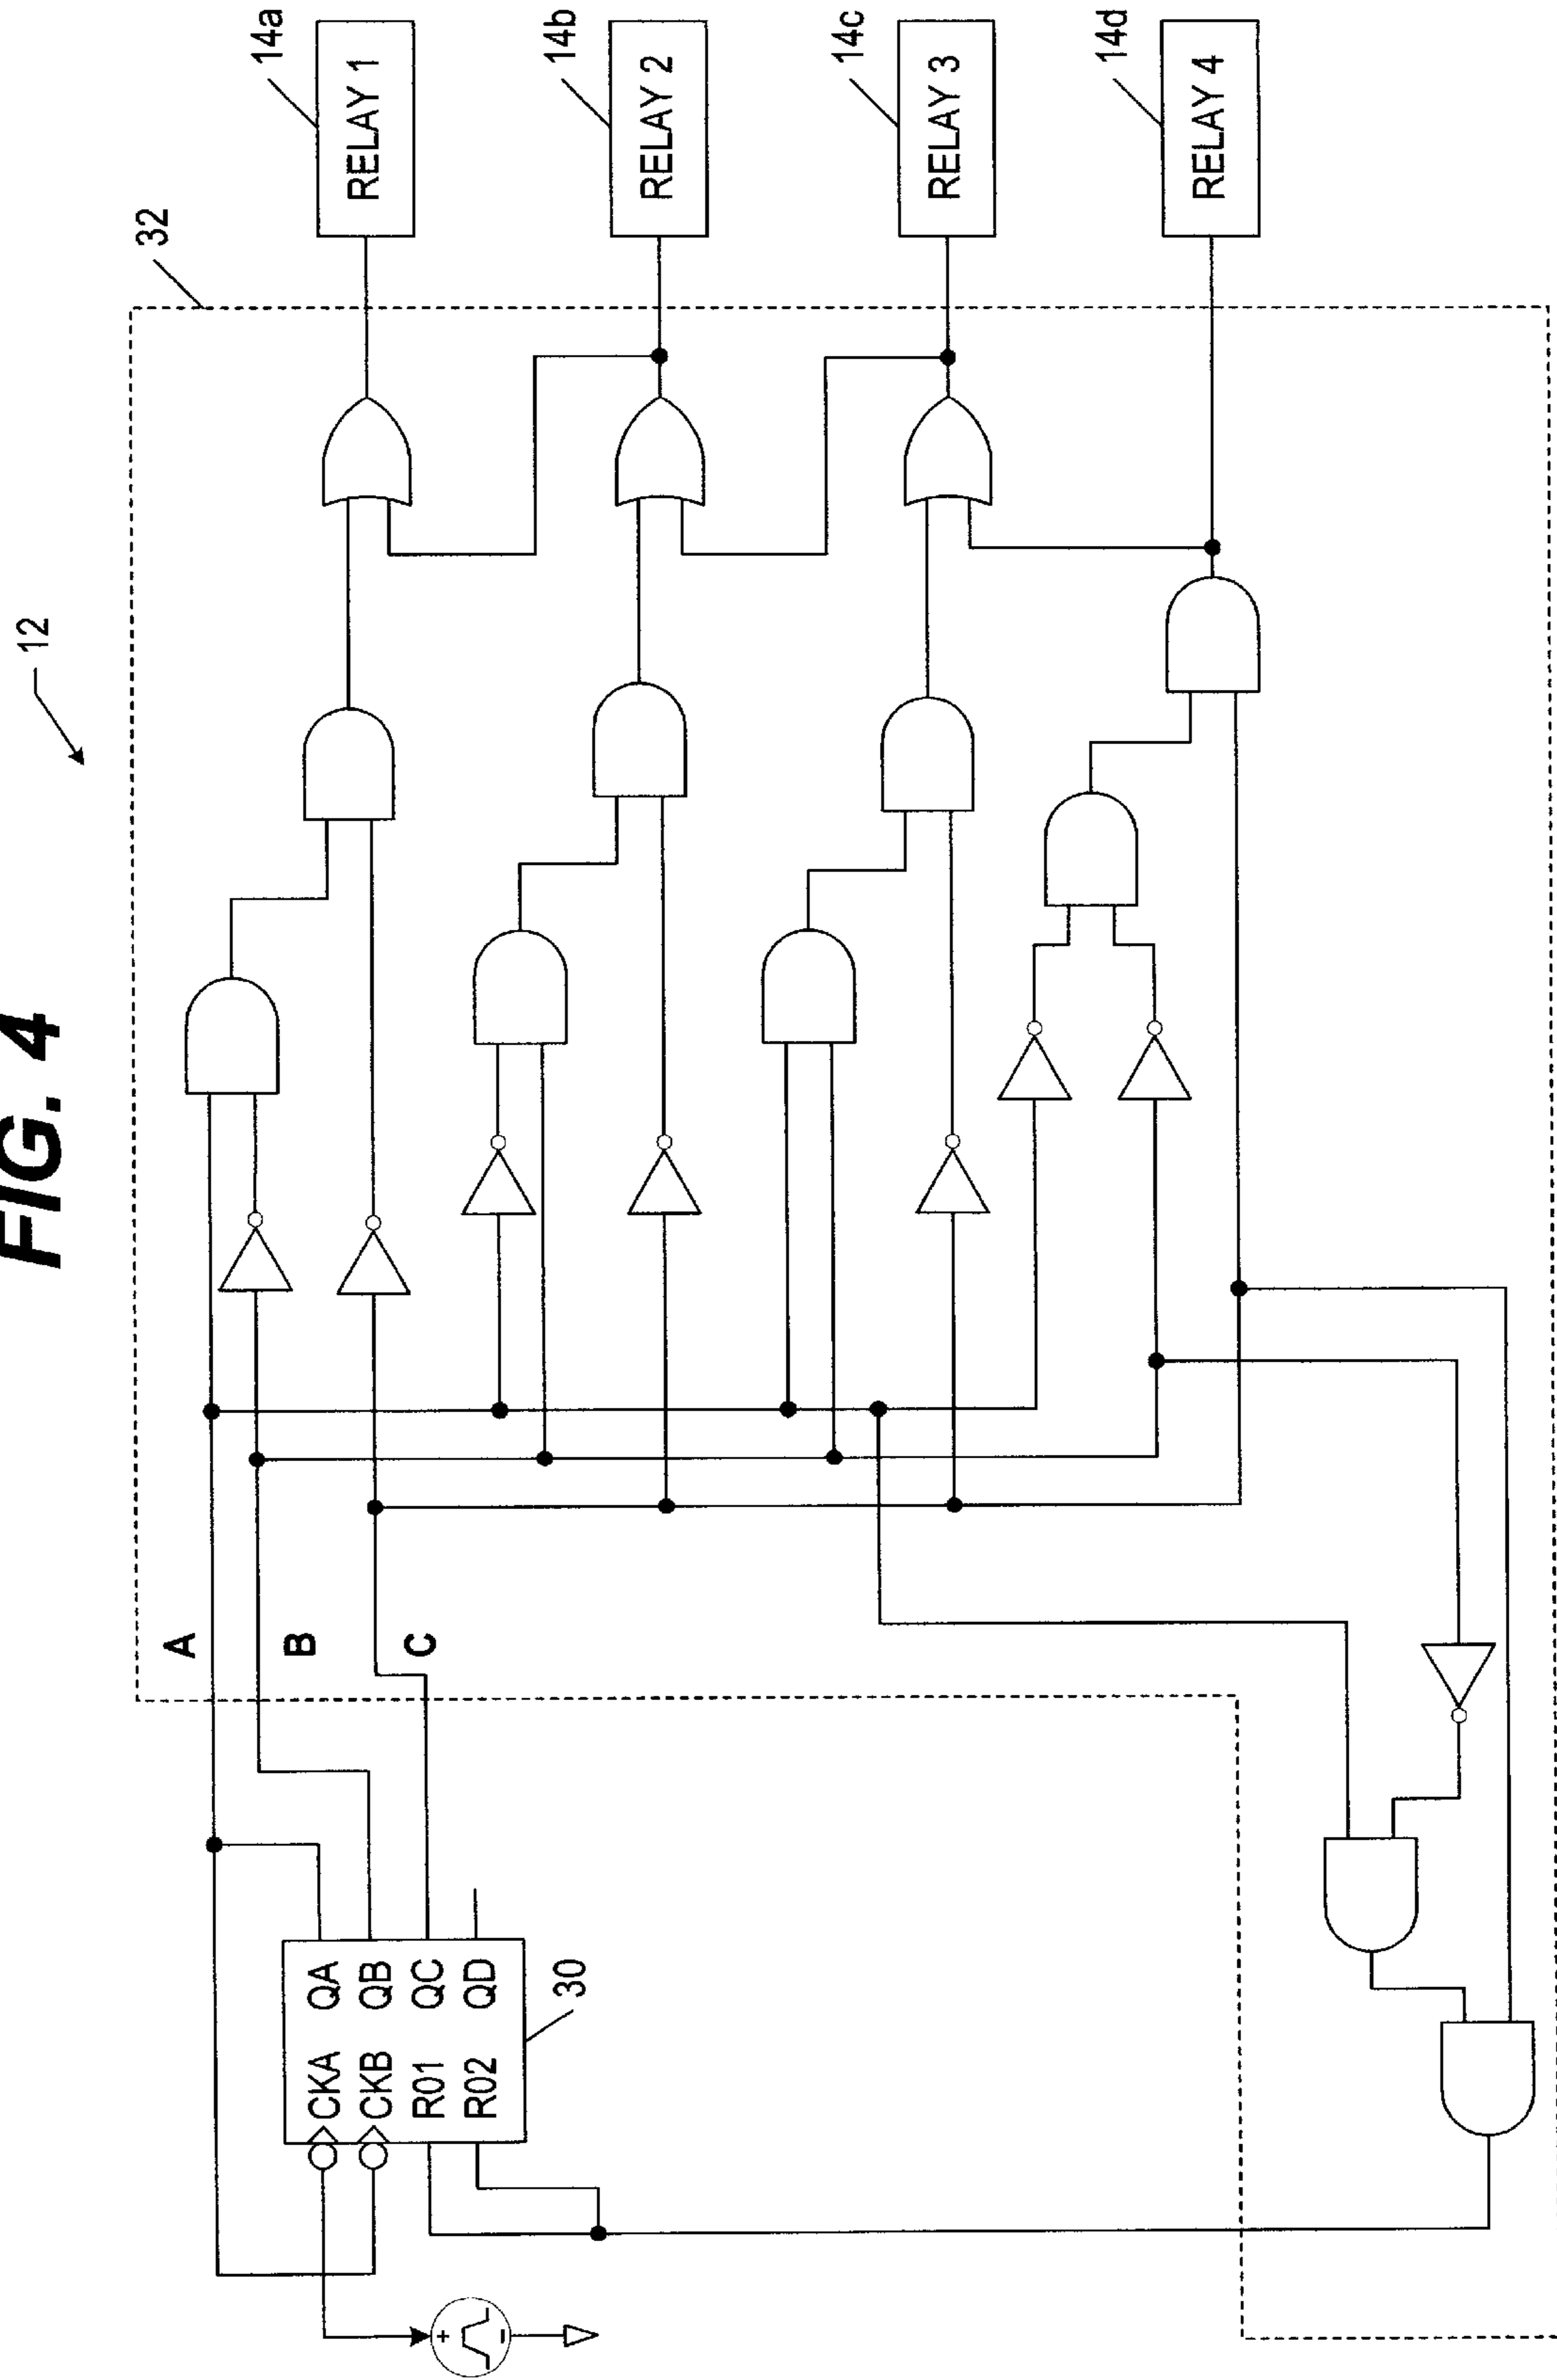 FIG. 4
12
32
14a
RELAY 1
14b
RELAY 2
14c
RELAY 3
14d
RELAY 4
A
B
C
CKA QA
CKB QB
R01 QC
R02 QD
30
+
-